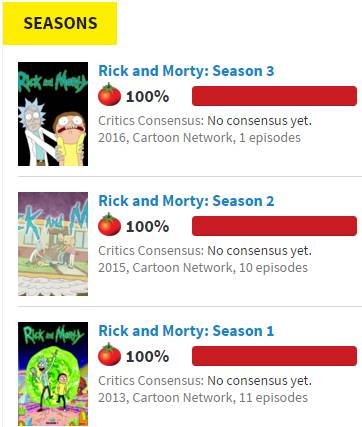 SEASONS
Rick and Morty
Rick and Morty: Season 3
100%
Critics Consensus: No consensus yet.
2016, Cartoon Network, 1 episodes
CK AND M
Rick and Morty: Season 2
100%
Critics Consensus: No consensus yet.
2015, Cartoon Network, 10 episodes
Rick and Morty
Rick and Morty: Season 1
100%
Critics Consensus: No consensus yet.
2013, Cartoon Network, 11 episodes